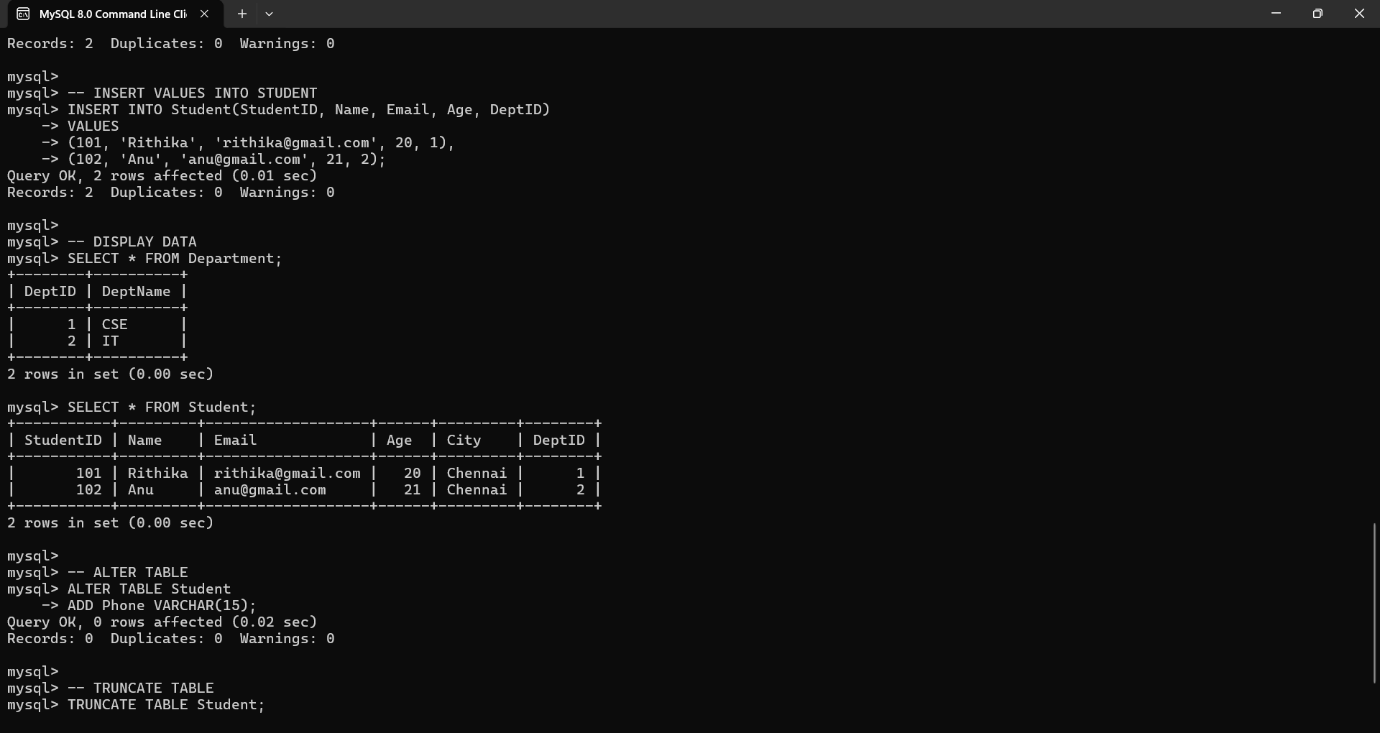 MySQL 8.0 Command Line Cli
Records: 2  Duplicates: 0  Warnings: 0
mysql>
mysql> -- INSERT VALUES INTO STUDENT
mysql> INSERT INTO Student(StudentID, Name, Email, Age, DeptID)
    -> VALUES
    -> (101, 'Rithika', 'rithika@gmail.com', 20, 1),
    -> (102, 'Anu', 'anu@gmail.com', 21, 2);
Query OK, 2 rows affected (0.01 sec)
Records: 2  Duplicates: 0  Warnings: 0
mysql>
mysql> -- DISPLAY DATA
mysql> SELECT * FROM Department;
+--------+----------+
| DeptID | DeptName |
+--------+----------+
|      1 | CSE      |
|      2 | IT       |
+--------+----------+
2 rows in set (0.00 sec)
mysql> SELECT * FROM Student;
+-----------+---------+-------------------+------+---------+--------+
| StudentID | Name    | Email             | Age  | City    | DeptID |
+-----------+---------+-------------------+------+---------+--------+
|       101 | Rithika | rithika@gmail.com |   20 | Chennai |      1 |
|       102 | Anu     | anu@gmail.com     |   21 | Chennai |      2 |
+-----------+---------+-------------------+------+---------+--------+
2 rows in set (0.00 sec)
mysql>
mysql> -- ALTER TABLE
mysql> ALTER TABLE Student
    -> ADD Phone VARCHAR(15);
Query OK, 0 rows affected (0.02 sec)
Records: 0  Duplicates: 0  Warnings: 0
mysql>
mysql> -- TRUNCATE TABLE
mysql> TRUNCATE TABLE Student;